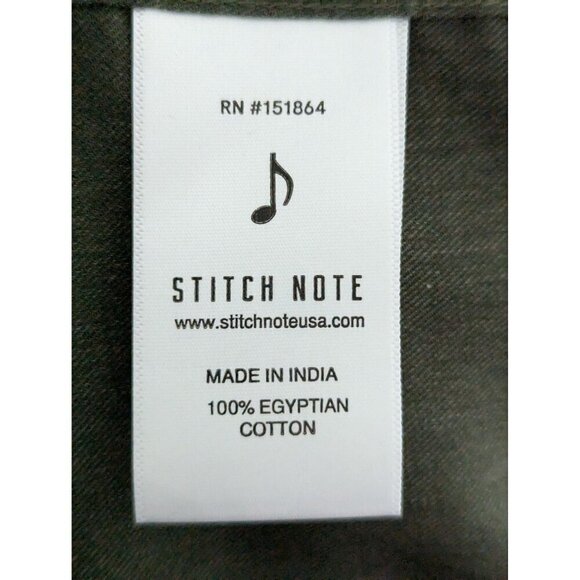 RN #151864
STITCH NOTE
www.stitchnoteusa.com
MADE IN INDIA
100% EGYPTIAN
COTTON